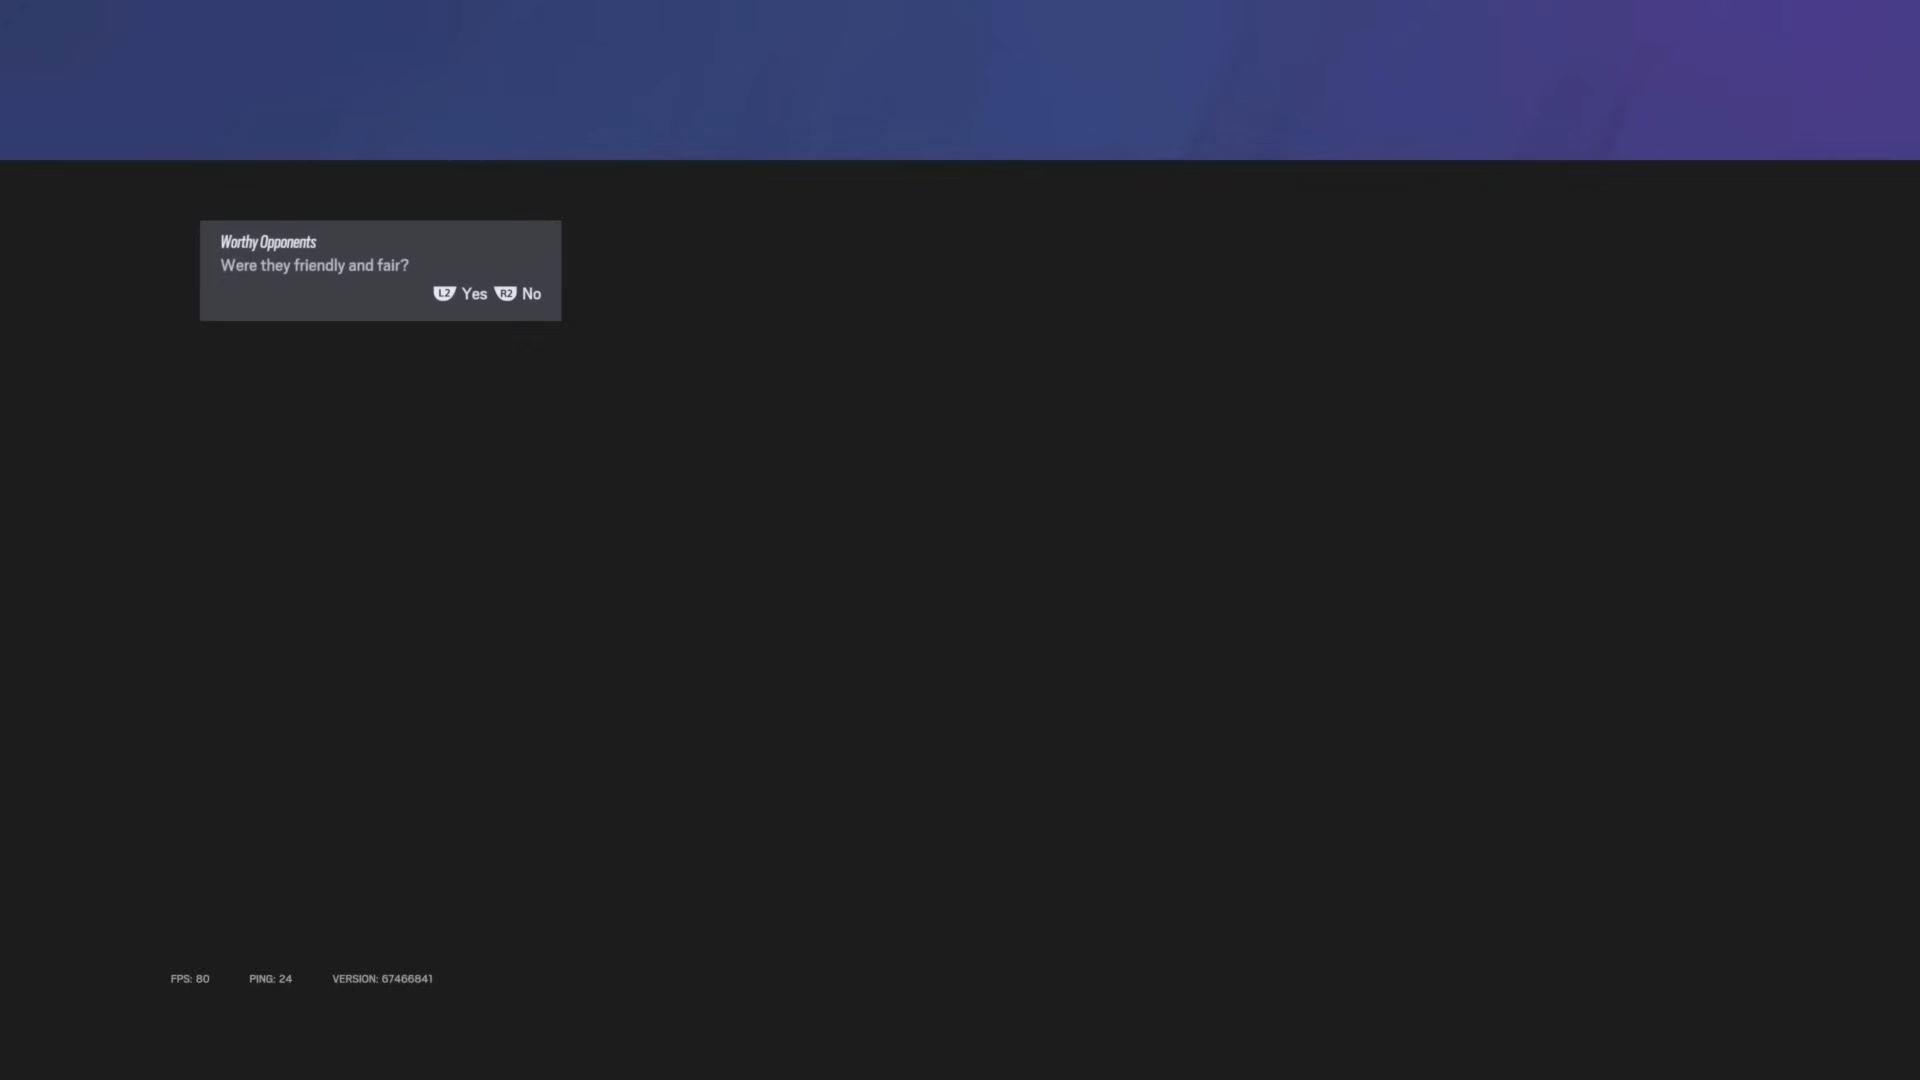 Worthy Opponents
Were they friendly and fair?
L2 Yes R2 No
FPS: 80 PING: 24 VERSION: 67466841